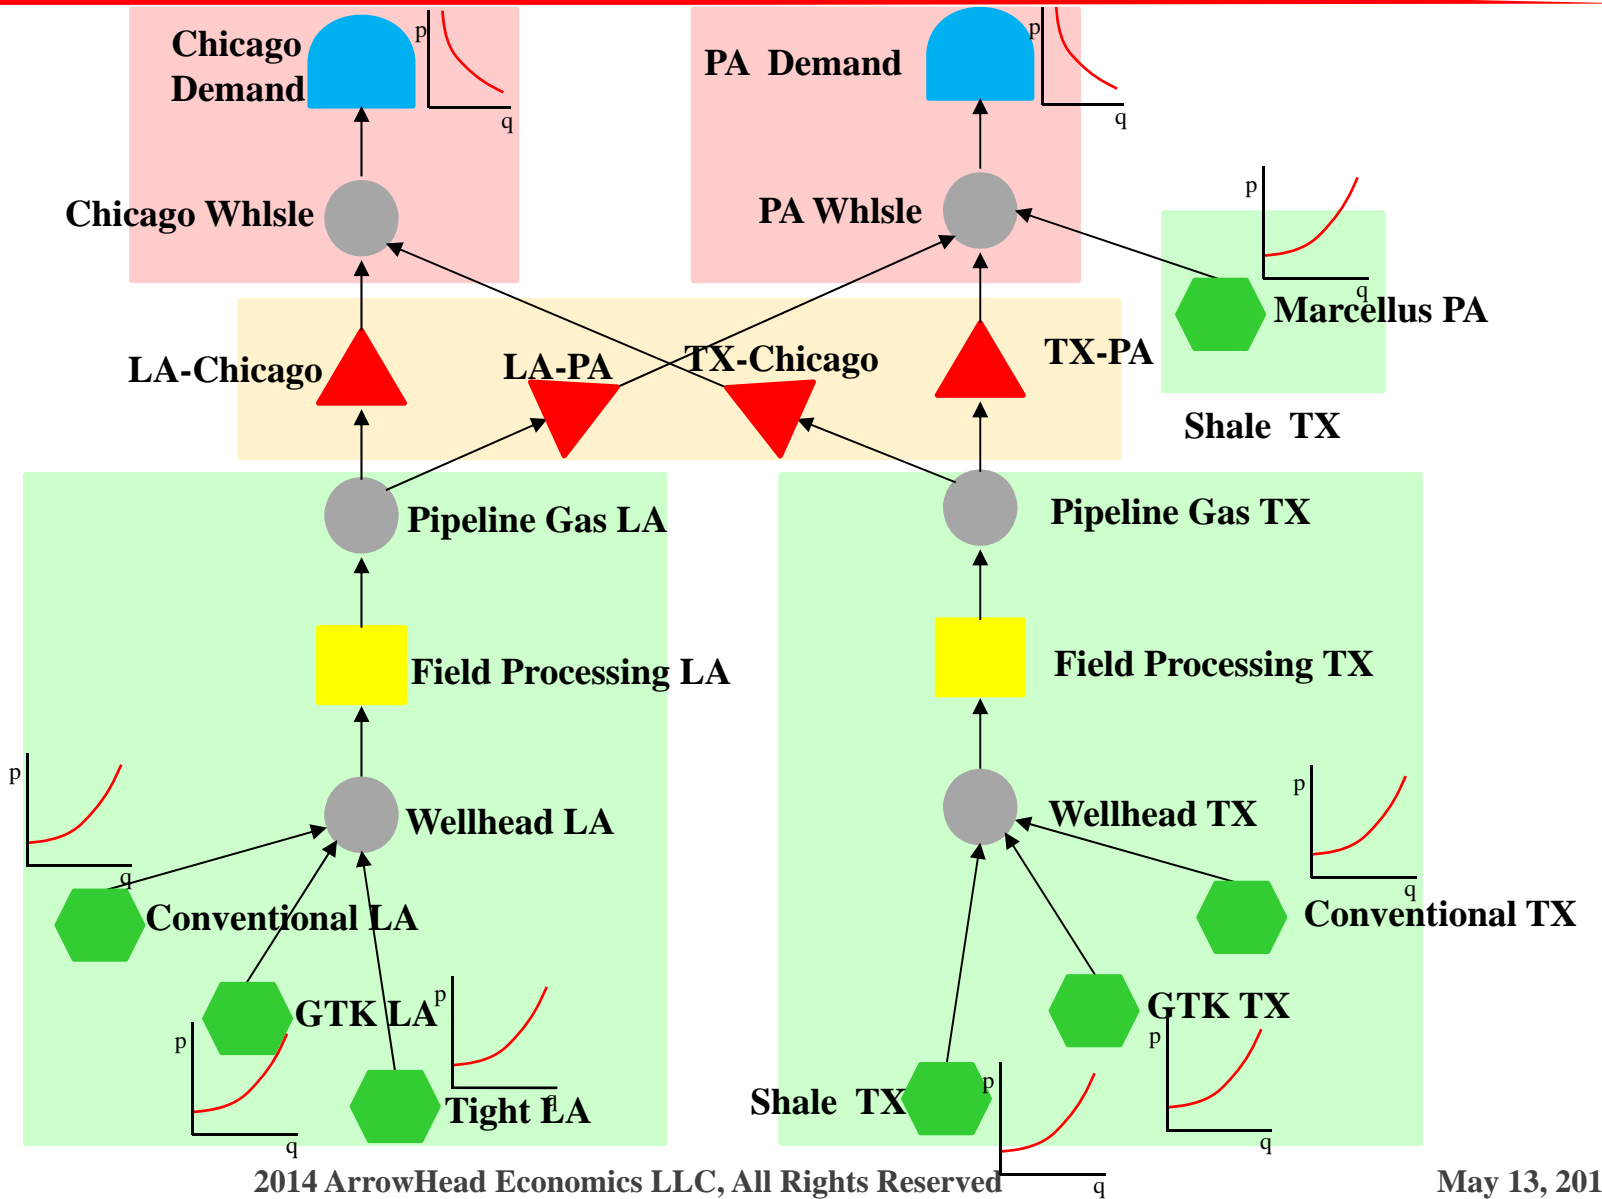 Chicago
Demand
p
q
PA Demand
p
q
Chicago Whlsle
PA Whlsle
p
q
Marcellus PA
LA-Chicago
LA-PA
TX-Chicago
TX-PA
Shale TX
Pipeline Gas LA
Pipeline Gas TX
Field Processing LA
Field Processing TX
p
q
Wellhead LA
Wellhead TX
p
q
Conventional LA
Conventional TX
GTK LA
p
q
GTK TX
p
q
p
q
Tight LA
Shale TX
p
q
2014 ArrowHead Economics LLC, All Rights Reserved
May 13, 201